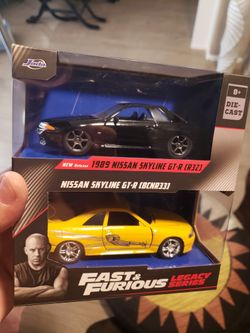 Jada
8+
DIE-
CAST
NEW Release 1989 NISSAN SKYLINE GT-R (R32)
NISSAN SKYLINE GT-R (BCNR33)
FAST & FURIOUS
LEGACY
SERIES